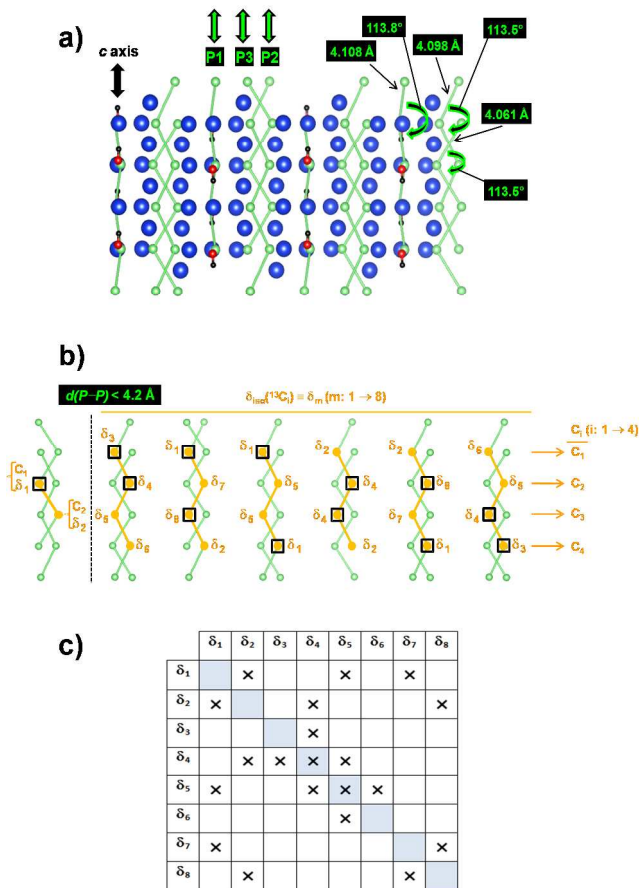 a)
c axis
P1 P3 P2
113.8°
4.108 Å
4.098 Å
113.5°
4.061 Å
113.5°
b)
d(P–P) < 4.2 Å
δiso(¹³Ci) = δm (m: 1 → 8)
Ci (i: 1 → 4)
δ3 δ1 δ1 δ2 δ2 δ6 C1
C1
δ1 δ4 δ7 δ5 δ4 δ8 δ5 C2
C2
δ2 δ5 δ8 δ5 δ4 δ7 δ4 C3
δ6 δ2 δ1 δ2 δ1 δ3 C4
c)
δ1 δ2 δ3 δ4 δ5 δ6 δ7 δ8
δ1 × × ×
δ2 × × ×
δ3 ×
δ4 × × × ×
δ5 × × × ×
δ6 ×
δ7 × ×
δ8 × ×